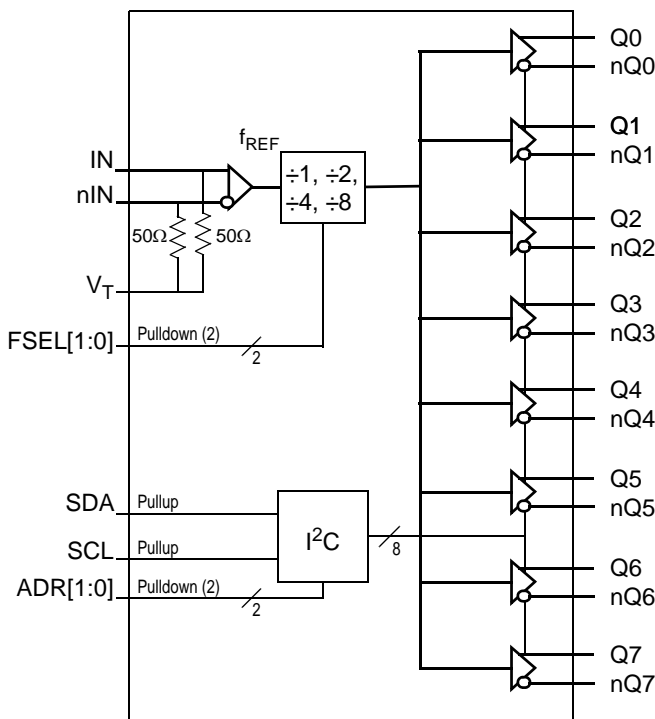 Q0
nQ0
Q1
nQ1
f_REF
IN
nIN
÷1, ÷2,
÷4, ÷8
50Ω
50Ω
V_T
Q2
nQ2
Q3
nQ3
FSEL[1:0]
Pulldown (2)
2
Q4
nQ4
SDA
Pullup
I²C
8
Q5
nQ5
SCL
Pullup
ADR[1:0]
Pulldown (2)
2
Q6
nQ6
Q7
nQ7